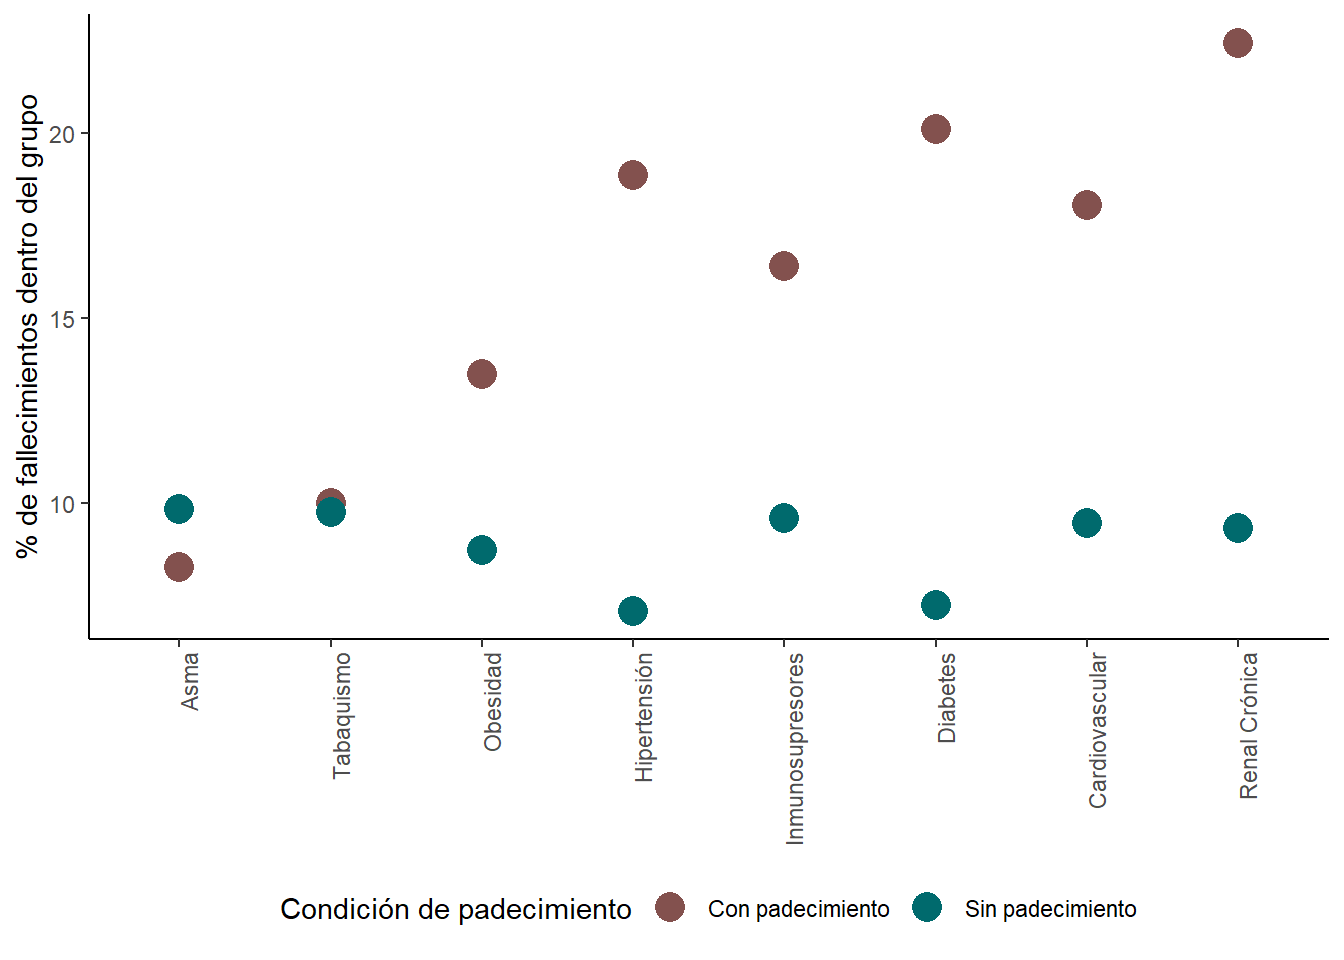 % de fallecimientos dentro del grupo
20
15
10
Asma
Tabaquismo
Obesidad
Hipertensión
Inmunosupresores
Diabetes
Cardiovascular
Renal Crónica
Condición de padecimiento Con padecimiento Sin padecimiento